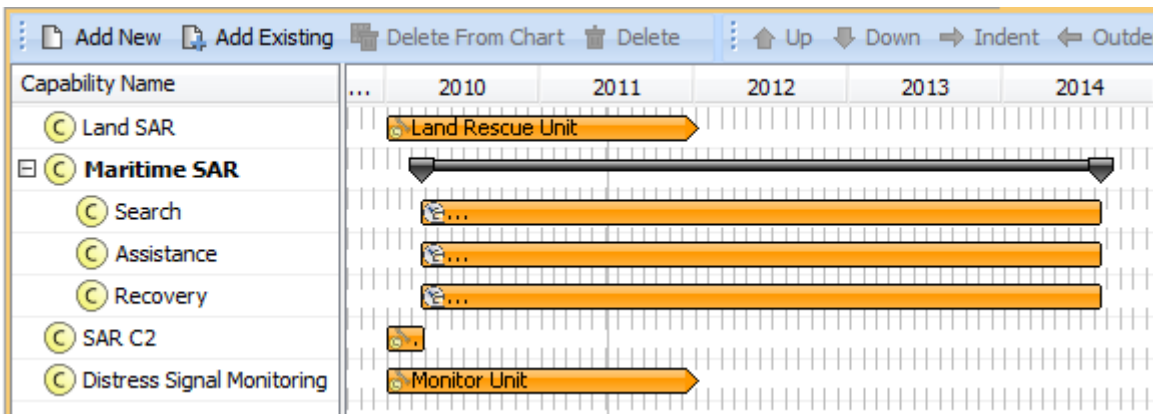 Add New Add Existing Delete From Chart Delete Up Down Indent Outde
Capability Name ... 2010 2011 2012 2013 2014
C Land SAR Land Rescue Unit
C Maritime SAR
C Search ...
C Assistance ...
C Recovery ...
C SAR C2 .
C Distress Signal Monitoring Monitor Unit